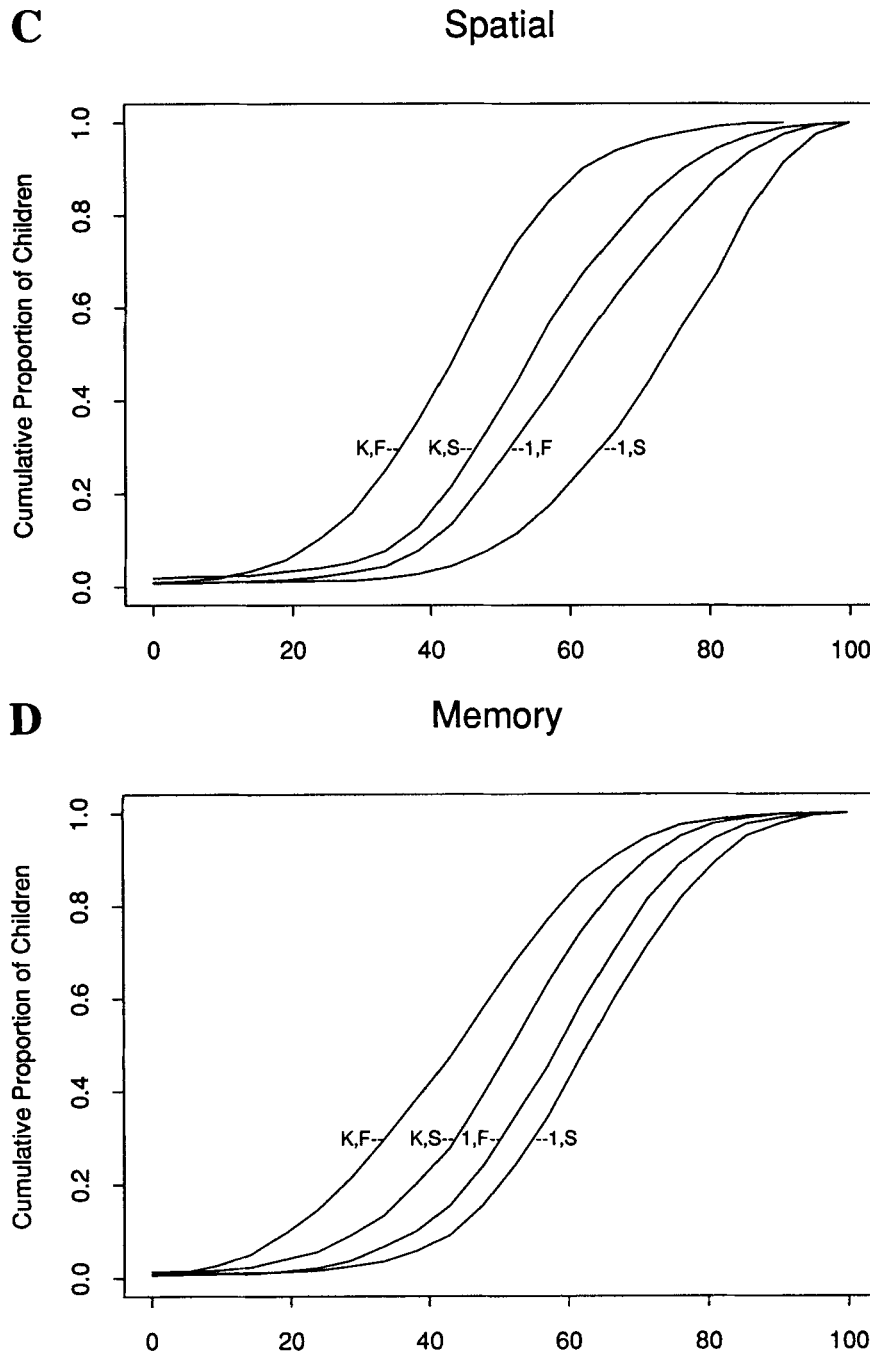 C
Spatial
Cumulative Proportion of Children
1.0
0.8
0.6
0.4
0.2
0.0
K,F--
K,S--
--1,F
--1,S
0 20 40 60 80 100
D
Memory
Cumulative Proportion of Children
1.0
0.8
0.6
0.4
0.2
0.0
K,F--
K,S--
1,F--
--1,S
0 20 40 60 80 100